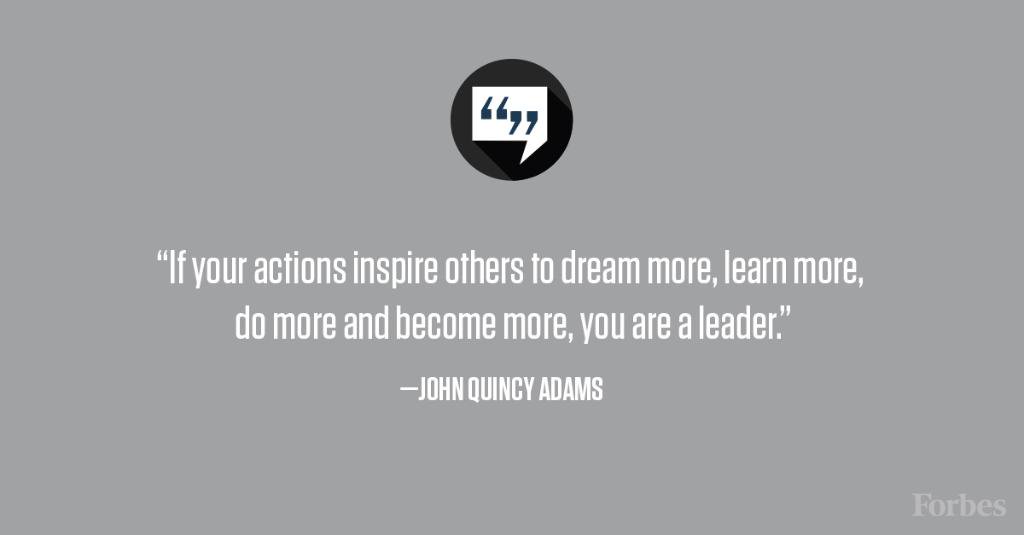 “”
“If your actions inspire others to dream more, learn more,
do more and become more, you are a leader.”
—JOHN QUINCY ADAMS
Forbes